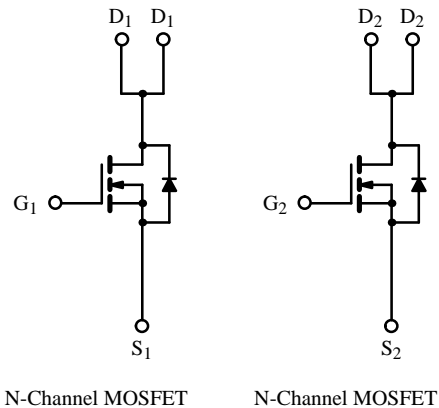 D₁ D₁ D₂ D₂
G₁ G₂
S₁ S₂
N-Channel MOSFET N-Channel MOSFET